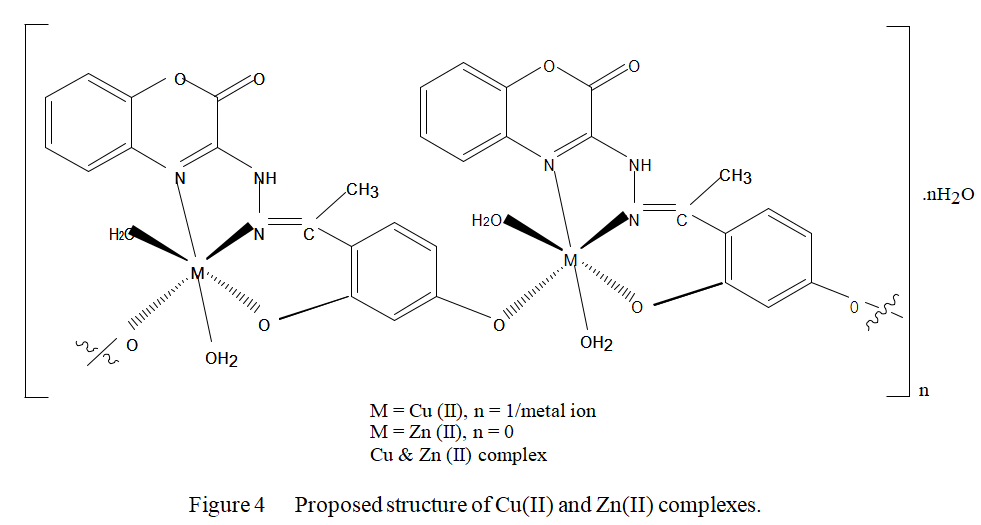 O O O O
N NH N NH
CH3 CH3
H2O N C H2O N C
.nH2O
M M
O O O O O
OH2 OH2
O
n
M = Cu (II), n = 1/metal ion
M = Zn (II), n = 0
Cu & Zn (II) complex
Figure 4 Proposed structure of Cu(II) and Zn(II) complexes.